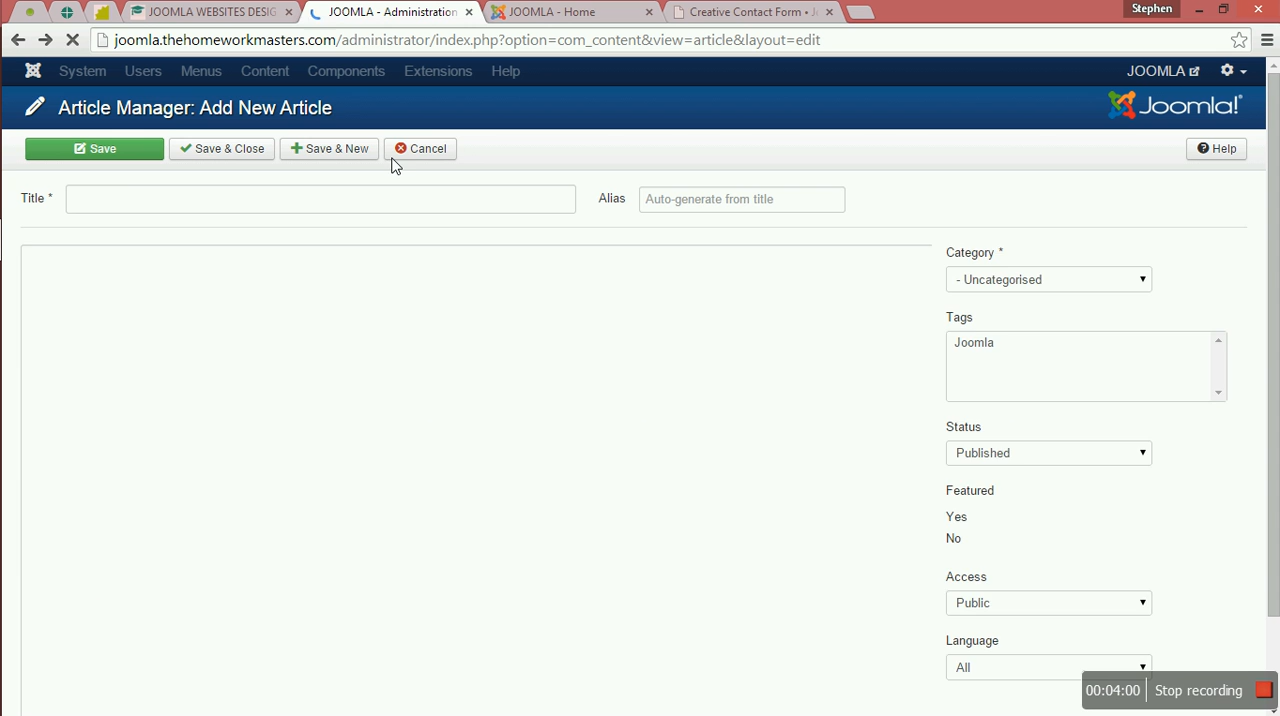 JOOMLA WEBSITES DESIG
JOOMLA - Administration
JOOMLA - Home
Creative Contact Form • J
Stephen
joomla.thehomeworkmasters.com/administrator/index.php?option=com_content&view=article&layout=edit
System Users Menus Content Components Extensions Help
JOOMLA
Article Manager: Add New Article
Joomla!
Save
Save & Close
Save & New
Cancel
Help
Title *
Alias
Auto-generate from title
Category *
- Uncategorised
Tags
Joomla
Status
Published
Featured
Yes
No
Access
Public
Language
All
00:04:00
Stop recording